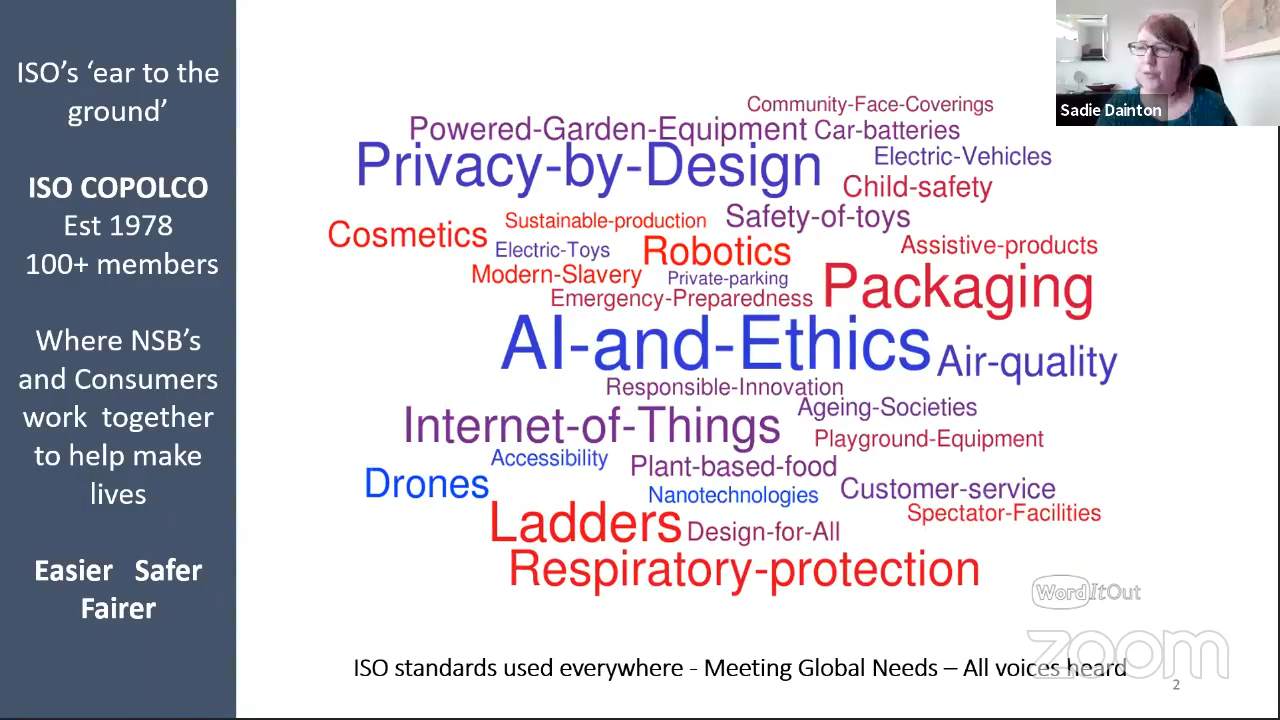 ISO's ‘ear to the
ground’
ISO COPOLCO
Est 1978
100+ members
Where NSB's
and Consumers
work together
to help make
lives
Easier Safer
Fairer
Community-Face-Coverings
Powered-Garden-Equipment Car-batteries
Privacy-by-Design Electric-Vehicles
Child-safety
Cosmetics Sustainable-production Safety-of-toys
Electric-Toys Robotics Assistive-products
Modern-Slavery Private-parking
Emergency-Preparedness Packaging
AI-and-Ethics Air-quality
Responsible-Innovation
Internet-of-Things Ageing-Societies
Playground-Equipment
Accessibility Plant-based-food
Drones Nanotechnologies Customer-service
Spectator-Facilities
Ladders Design-for-All
Respiratory-protection
WordItOut
ISO standards used everywhere - Meeting Global Needs – All voices heard
2
zoom
Sadie Dainton